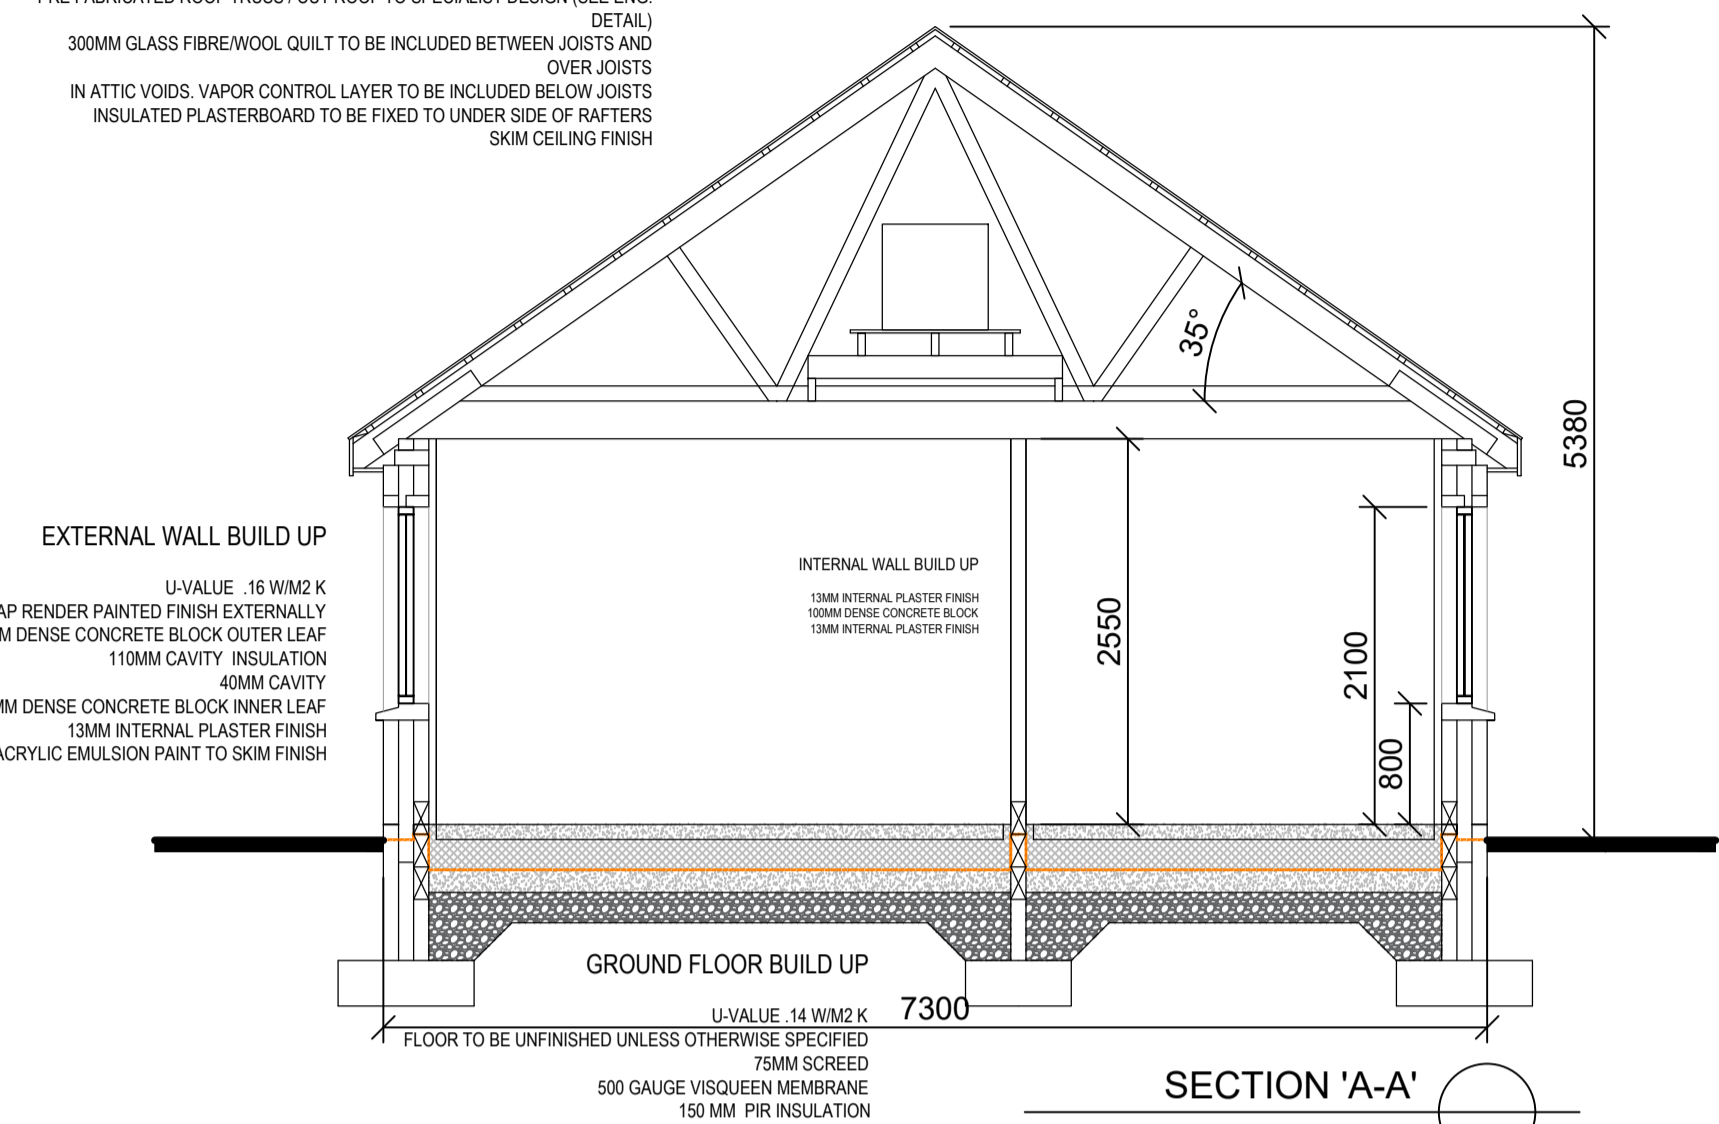 DETAIL)
300MM GLASS FIBRE/WOOL QUILT TO BE INCLUDED BETWEEN JOISTS AND
OVER JOISTS
IN ATTIC VOIDS. VAPOR CONTROL LAYER TO BE INCLUDED BELOW JOISTS
INSULATED PLASTERBOARD TO BE FIXED TO UNDER SIDE OF RAFTERS
SKIM CEILING FINISH
35°
5380
EXTERNAL WALL BUILD UP
U-VALUE .16 W/M2 K
RENDER PAINTED FINISH EXTERNALLY
DENSE CONCRETE BLOCK OUTER LEAF
110MM CAVITY INSULATION
40MM CAVITY
DENSE CONCRETE BLOCK INNER LEAF
13MM INTERNAL PLASTER FINISH
ACRYLIC EMULSION PAINT TO SKIM FINISH
INTERNAL WALL BUILD UP
13MM INTERNAL PLASTER FINISH
100MM DENSE CONCRETE BLOCK
13MM INTERNAL PLASTER FINISH
2550
2100
800
GROUND FLOOR BUILD UP
7300
U-VALUE .14 W/M2 K
FLOOR TO BE UNFINISHED UNLESS OTHERWISE SPECIFIED
75MM SCREED
500 GAUGE VISQUEEN MEMBRANE
150 MM PIR INSULATION
SECTION 'A-A'